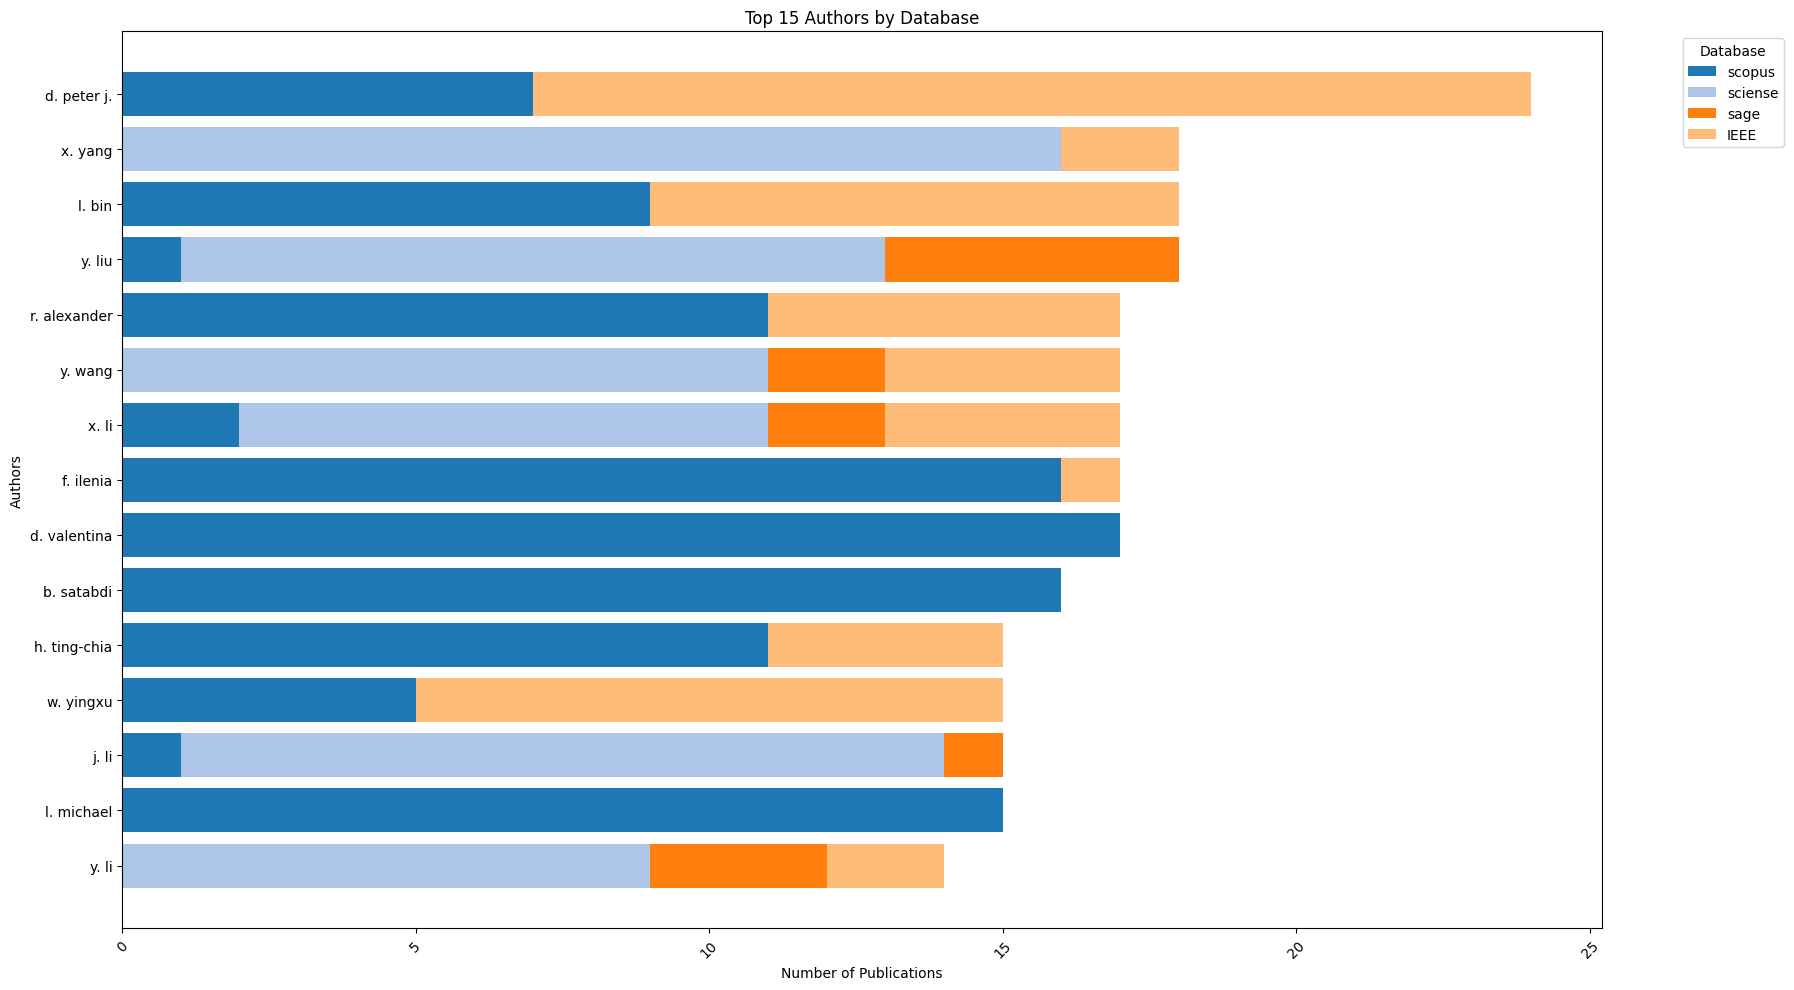 Top 15 Authors by Database
Database
scopus
sciense
sage
IEEE
Authors
d. peter j.
x. yang
l. bin
y. liu
r. alexander
y. wang
x. li
f. ilenia
d. valentina
b. satabdi
h. ting-chia
w. yingxu
j. li
l. michael
y. li
0
5
10
15
20
25
Number of Publications